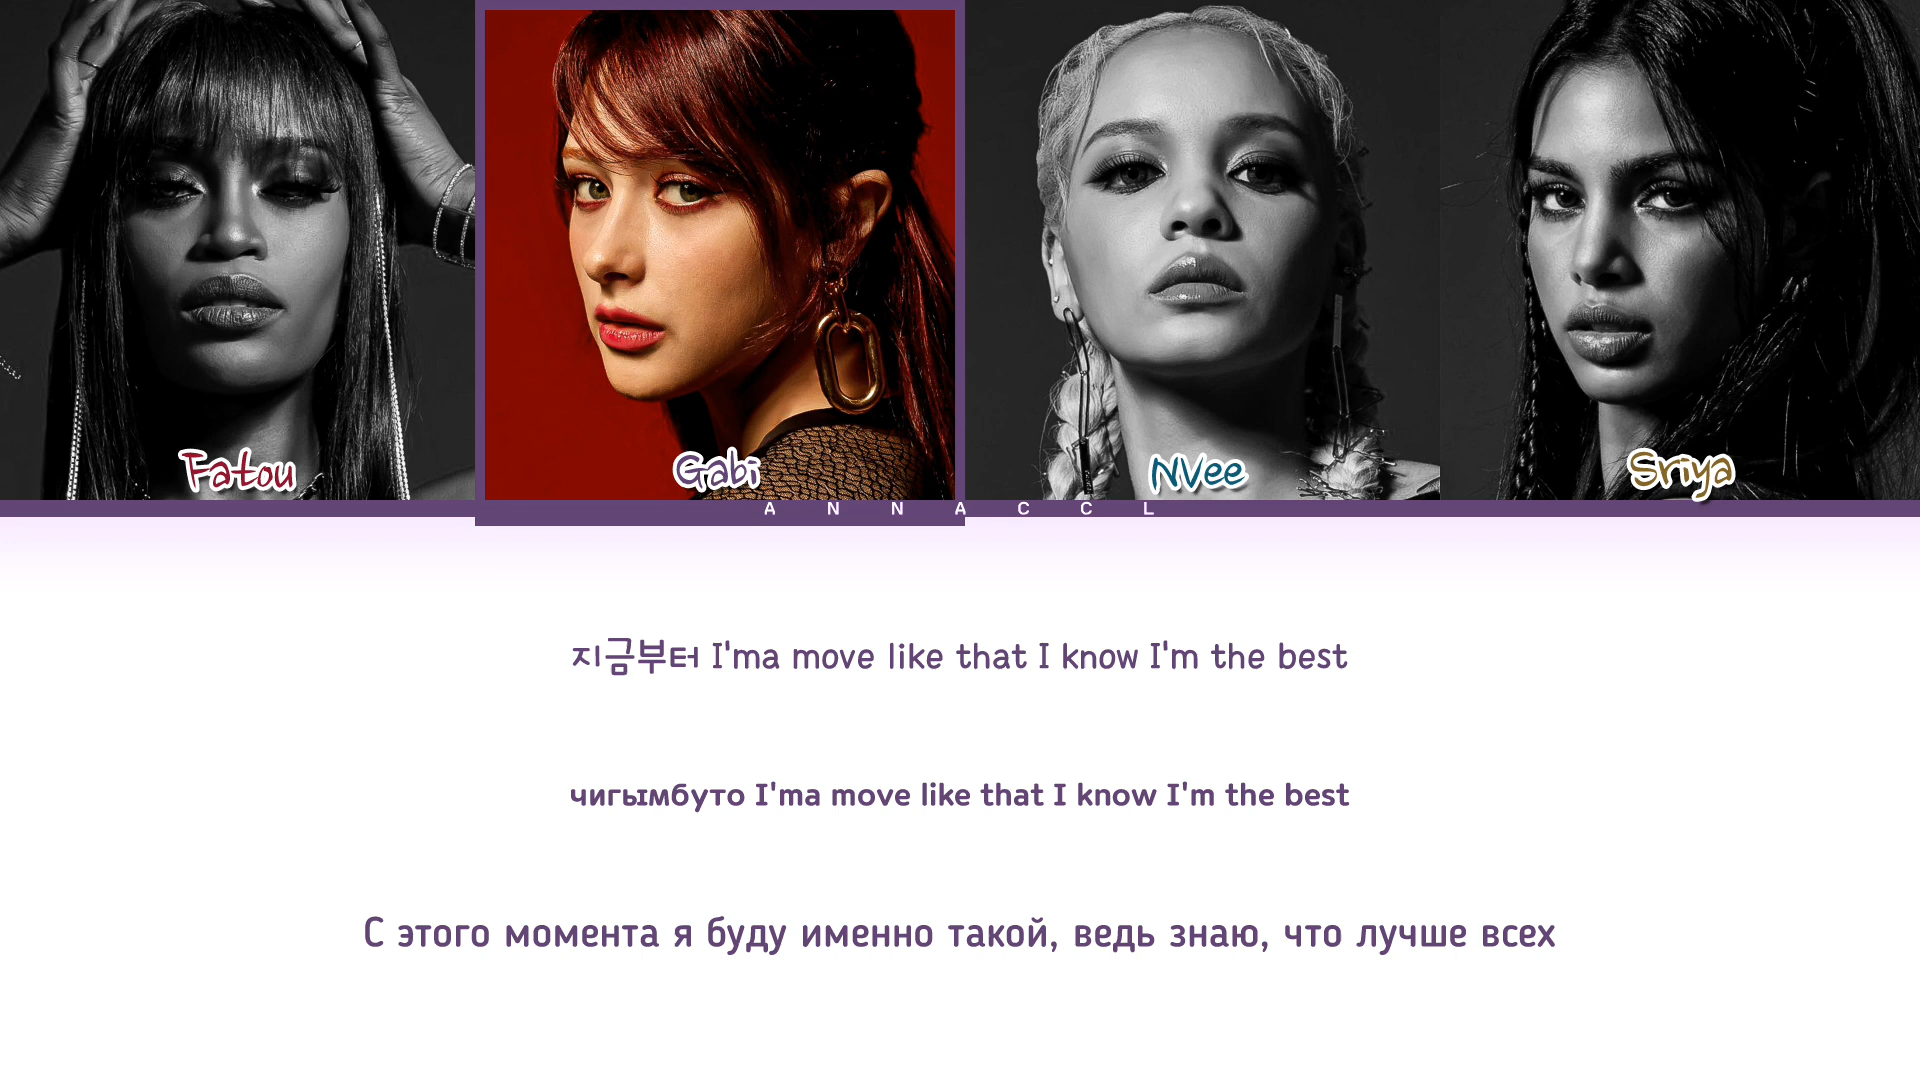 Fatou
Gabi
NVee
Sriya
ANNACCL
지금부터 I'ma move like that I know I'm the best
чигымбуто I'ma move like that I know I'm the best
С этого момента я буду именно такой, ведь знаю, что лучше всех